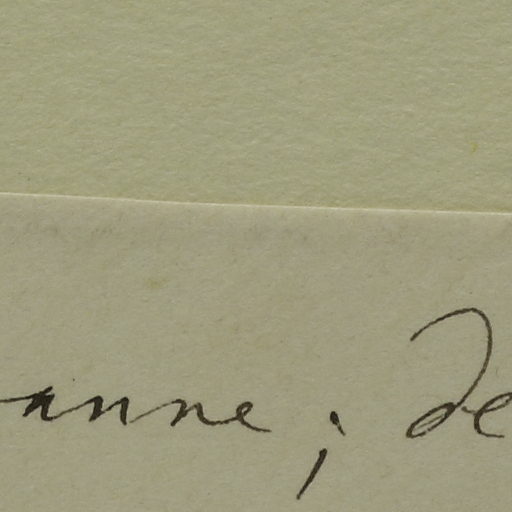 anne ; de